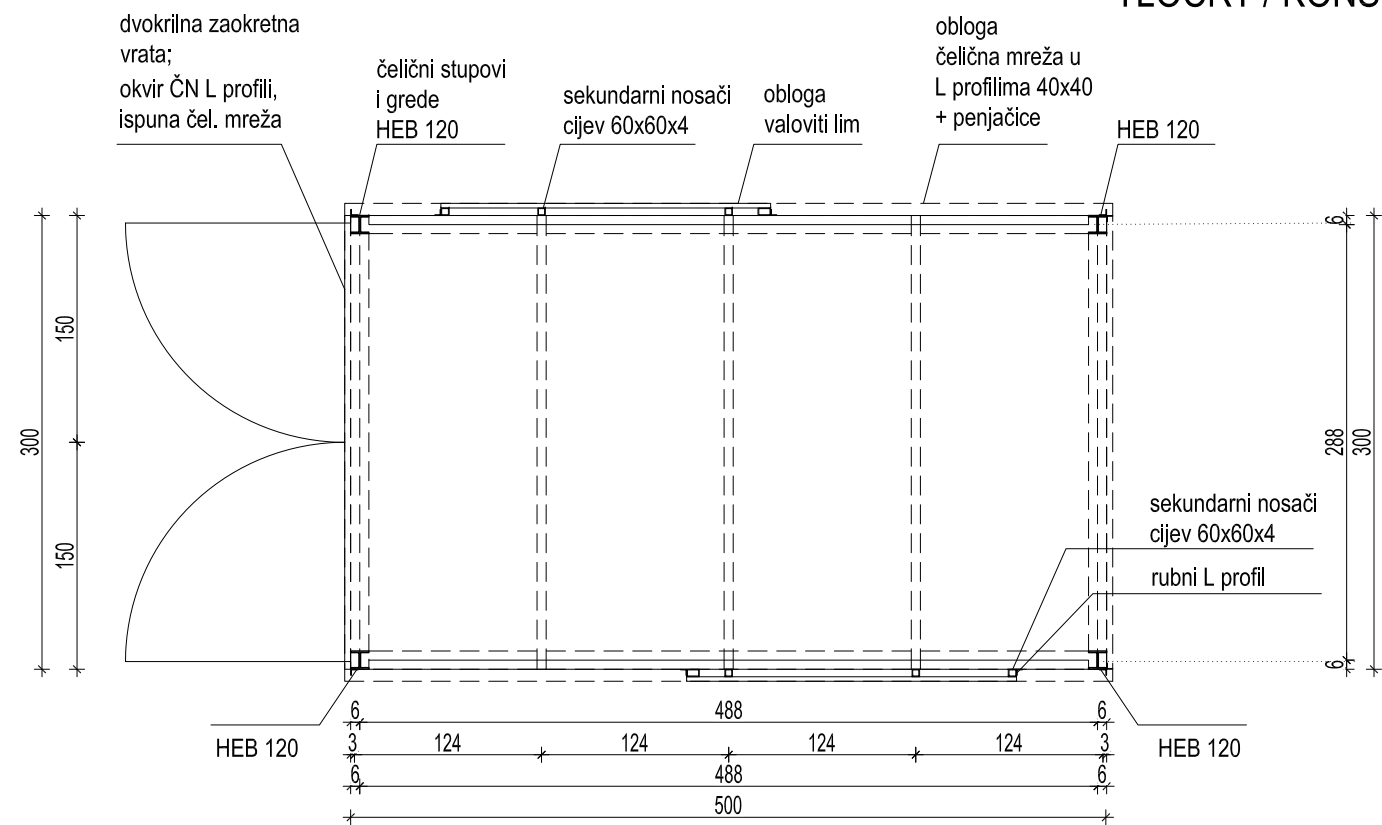 TLOCRT / KONS
dvokrilna zaokretna
vrata;
okvir ČN L profili,
ispuna čel. mreža
čelični stupovi
i grede
HEB 120
sekundarni nosači
cijev 60x60x4
obloga
valoviti lim
obloga
čelična mreža u
L profilima 40x40
+ penjačice
HEB 120
300
150
150
6
288
6
300
sekundarni nosači
cijev 60x60x4
rubni L profil
HEB 120
HEB 120
6
488
6
3
124
124
124
124
3
6
488
6
500